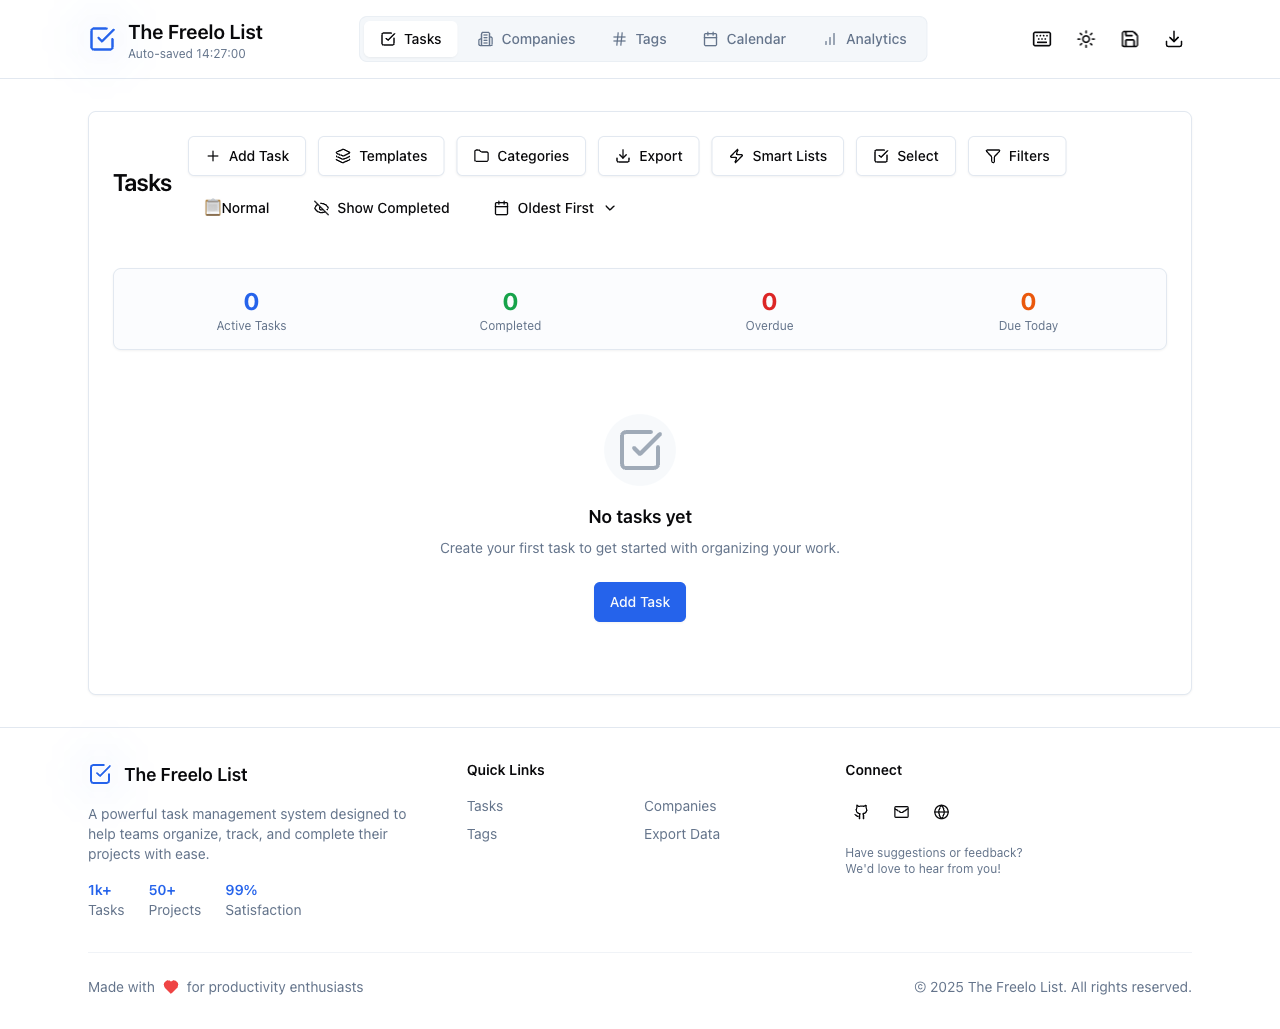 The Freelo List
Auto-saved 14:27:00
Tasks
Companies
Tags
Calendar
Analytics
Tasks
Add Task
Templates
Categories
Export
Smart Lists
Select
Filters
Normal
Show Completed
Oldest First
0
Active Tasks
0
Completed
0
Overdue
0
Due Today
No tasks yet
Create your first task to get started with organizing your work.
Add Task
The Freelo List
A powerful task management system designed to
help teams organize, track, and complete their
projects with ease.
1k+
Tasks
50+
Projects
99%
Satisfaction
Quick Links
Tasks
Companies
Tags
Export Data
Connect
Have suggestions or feedback?
We'd love to hear from you!
Made with ❤️ for productivity enthusiasts
© 2025 The Freelo List. All rights reserved.